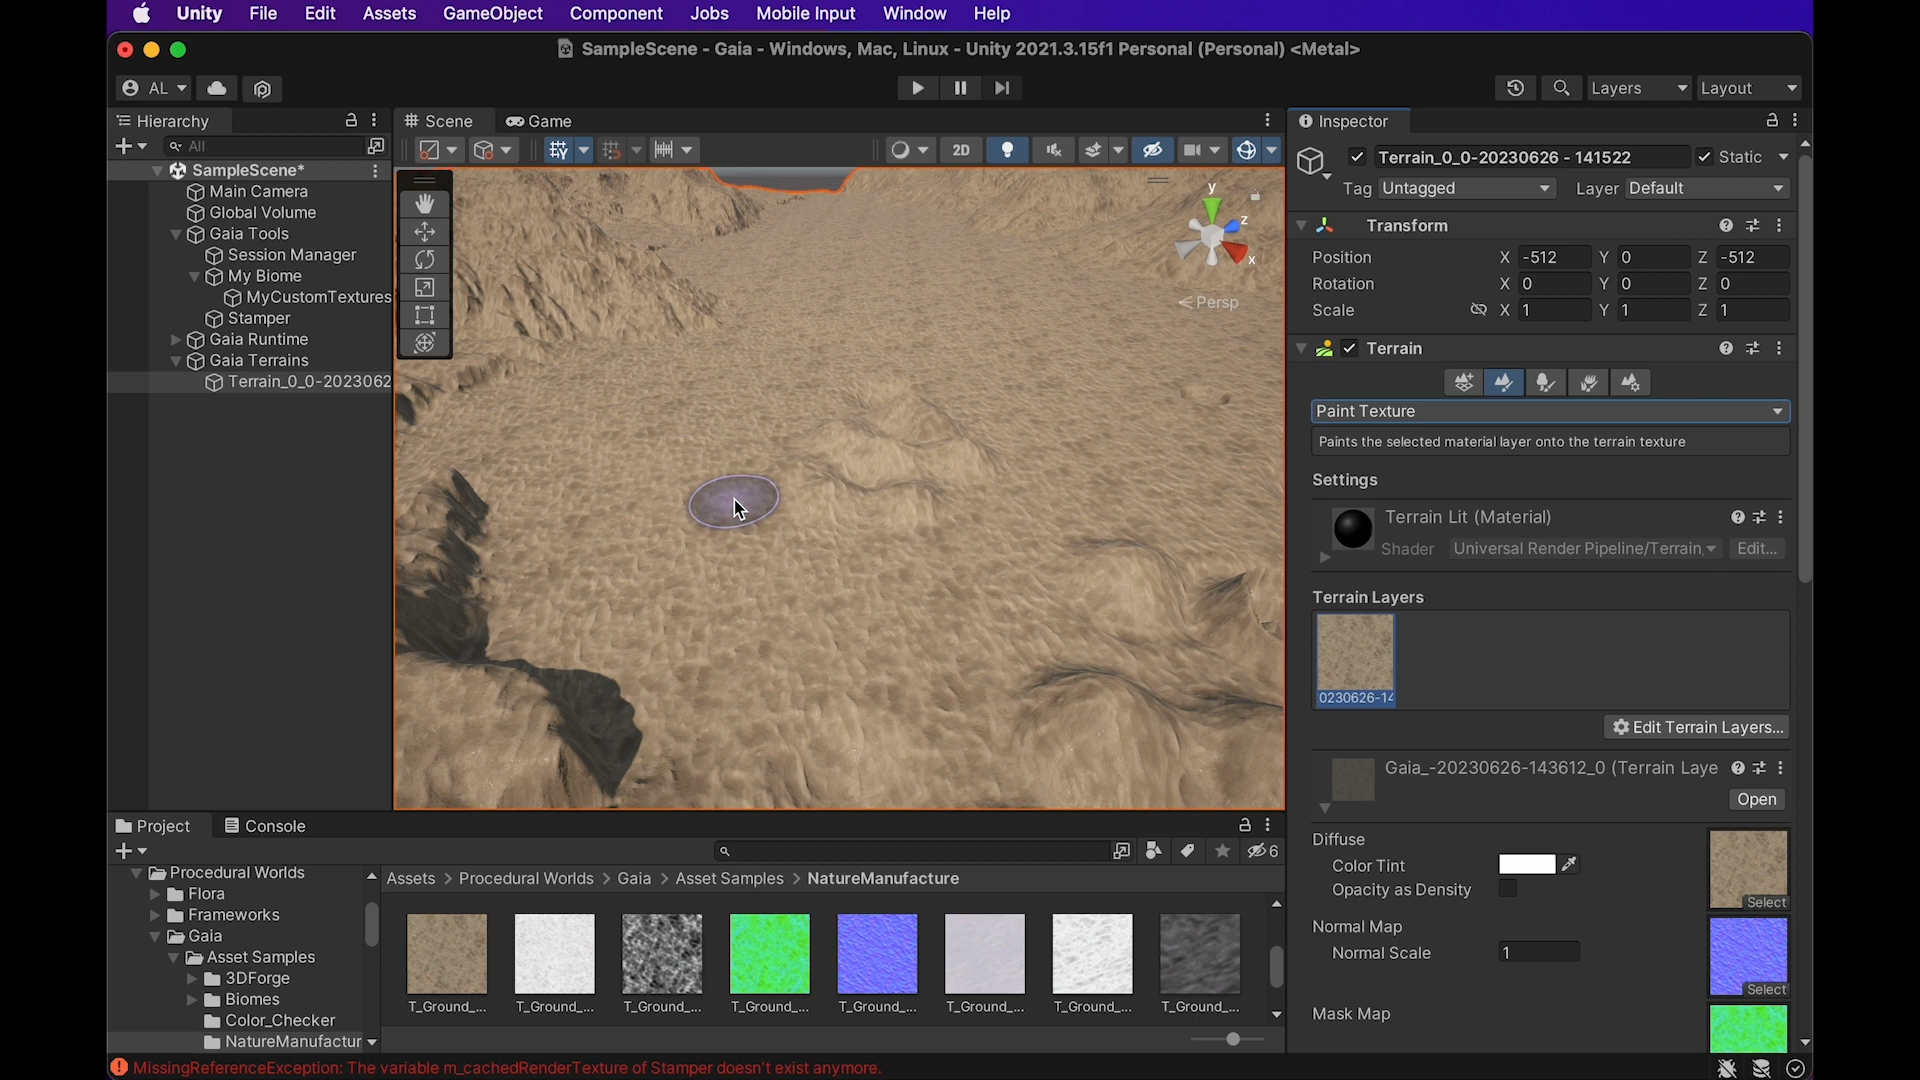 Unity File Edit Assets GameObject Component Jobs Mobile Input Window Help
SampleScene - Gaia - Windows, Mac, Linux - Unity 2021.3.15f1 Personal (Personal) <Metal>
AL
Layers
Layout
Hierarchy
All
SampleScene*
Main Camera
Global Volume
Gaia Tools
Session Manager
My Biome
MyCustomTextures
Stamper
Gaia Runtime
Gaia Terrains
Terrain_0_0-2023062
Scene
Game
2D
y
z
x
Persp
Inspector
Terrain_0_0-20230626 - 141522
Static
Tag Untagged Layer Default
Transform
Position X -512 Y 0 Z -512
Rotation X 0 Y 0 Z 0
Scale X 1 Y 1 Z 1
Terrain
Paint Texture
Paints the selected material layer onto the terrain texture
Settings
Terrain Lit (Material)
Shader Universal Render Pipeline/Terrain, Edit...
Terrain Layers
0230626-14
Edit Terrain Layers...
Gaia_-20230626-143612_0 (Terrain Laye
Open
Diffuse
Color Tint
Opacity as Density
Select
Normal Map
Normal Scale 1
Select
Mask Map
Project
Console
6
Procedural Worlds
Flora
Frameworks
Gaia
Asset Samples
3DForge
Biomes
Color_Checker
NatureManufactur
Assets > Procedural Worlds > Gaia > Asset Samples > NatureManufacture
T_Ground_... T_Ground_... T_Ground_... T_Ground_... T_Ground_... T_Ground_... T_Ground_... T_Ground_...
MissingReferenceException: The variable m_cachedRenderTexture of Stamper doesn't exist anymore.